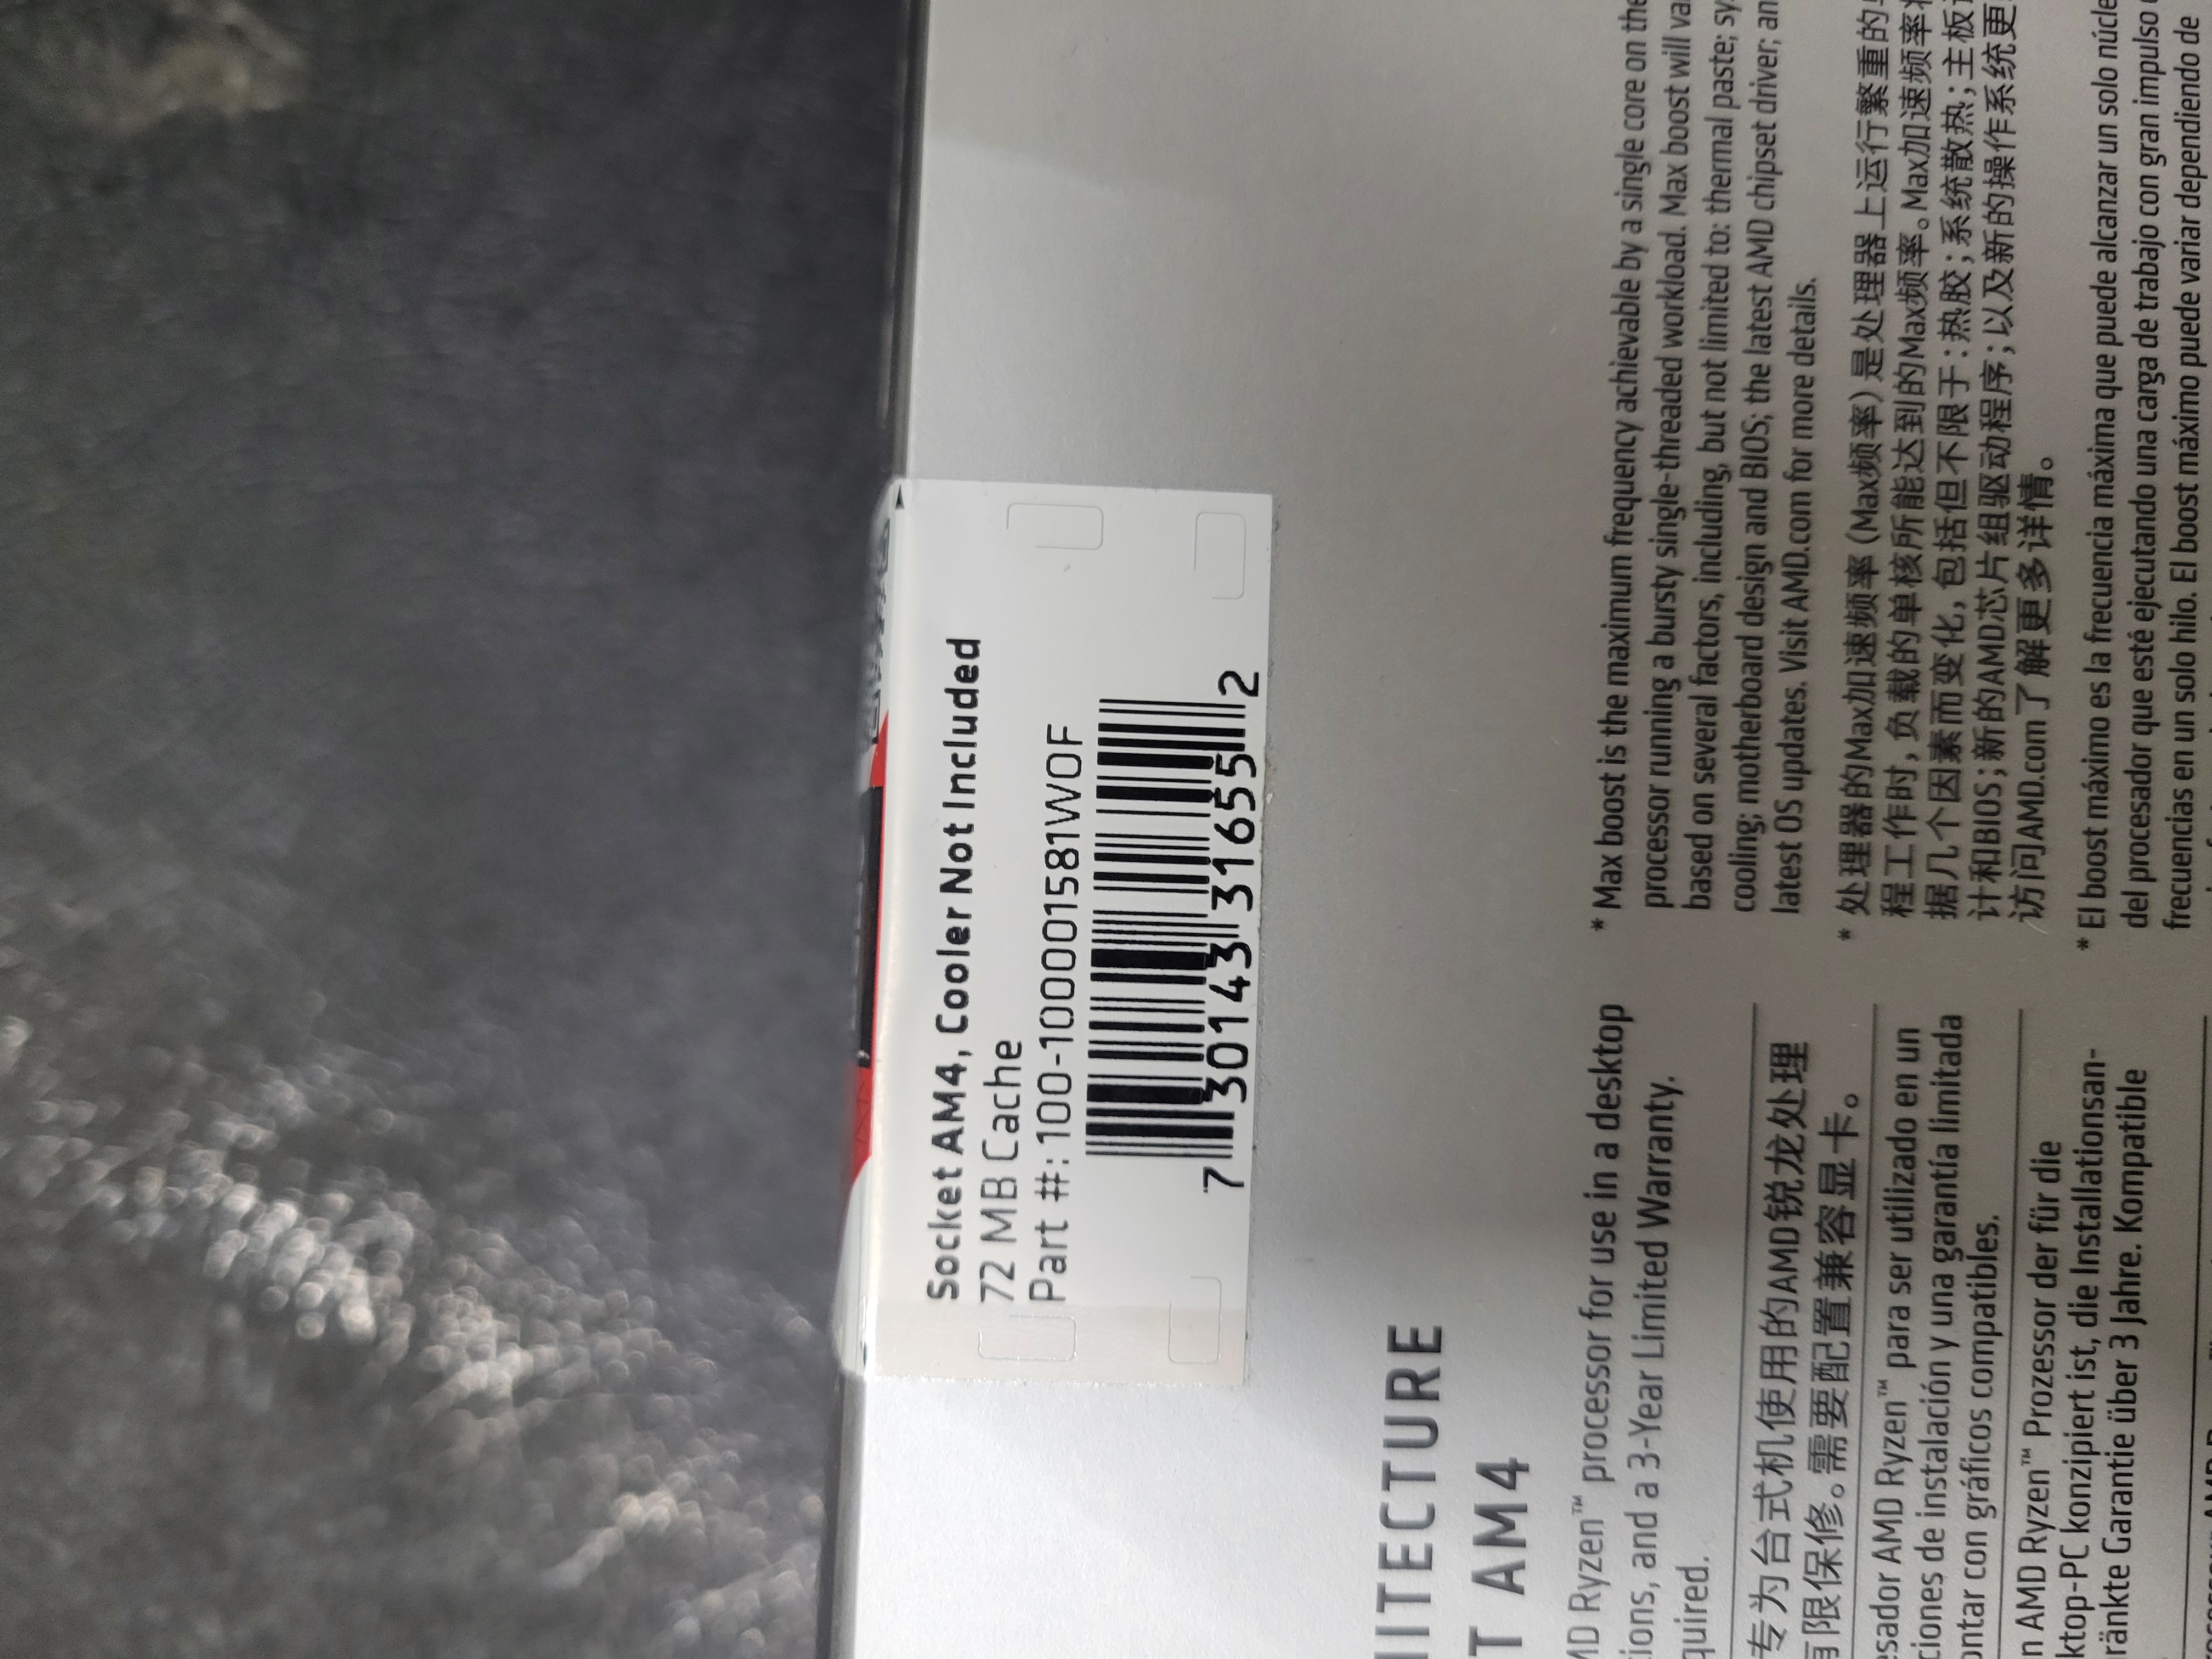 Socket AM4, Cooler Not Included
72 MB Cache
Part #: 100-100001581WOF
7 30143 31655 2
ITECTURE
T AM4
MD Ryzen™ processor for use in a desktop
tions, and a 3-Year Limited Warranty.
quired.
专为台式机使用的AMD锐龙处理
有限保修。需要配置兼容显卡。
esador AMD Ryzen™ para ser utilizado en un
ciones de instalación y una garantía limitada
ontar con gráficos compatibles.
n AMD Ryzen™ Prozessor der für die
ktop-PC konzipiert ist, die Installationsan-
ränkte Garantie über 3 Jahre. Kompatible
* Max boost is the maximum frequency achievable by a single core on the
processor running a bursty single-threaded workload. Max boost will va
based on several factors, including, but not limited to: thermal paste; sy
cooling; motherboard design and BIOS; the latest AMD chipset driver; an
latest OS updates. Visit AMD.com for more details.
* 处理器的Max加速频率（Max频率）是处理器上运行繁重的
程工作时，负载的单核所能达到的Max频率。Max加速频率
据几个因素而变化，包括但不限于：热胶；系统散热；主板
计和BIOS；新的AMD芯片组驱动程序；以及新的操作系统更
访问AMD.com了解更多详情。
* El boost máximo es la frecuencia máxima que puede alcanzar un solo núcle
del procesador que esté ejecutando una carga de trabajo con gran impulso
frecuencias en un solo hilo. El boost máximo puede variar dependiendo de